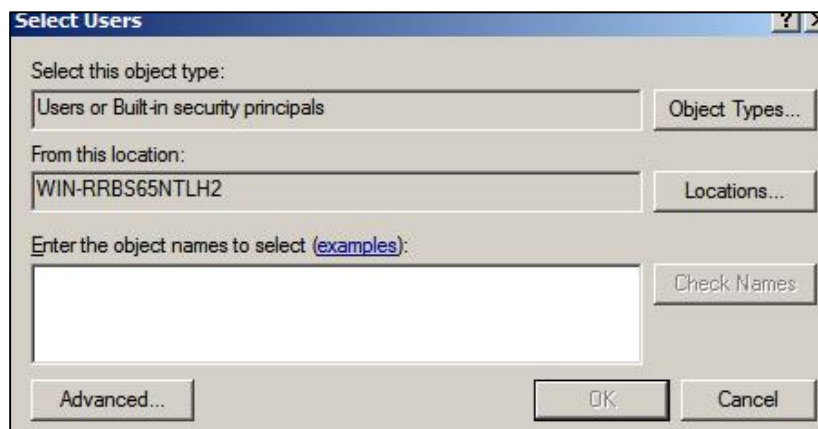 Select Users
Select this object type:
Users or Built-in security principals
Object Types...
From this location:
WIN-RRBS65NTLH2
Locations...
Enter the object names to select (examples):
Check Names
Advanced...
OK
Cancel